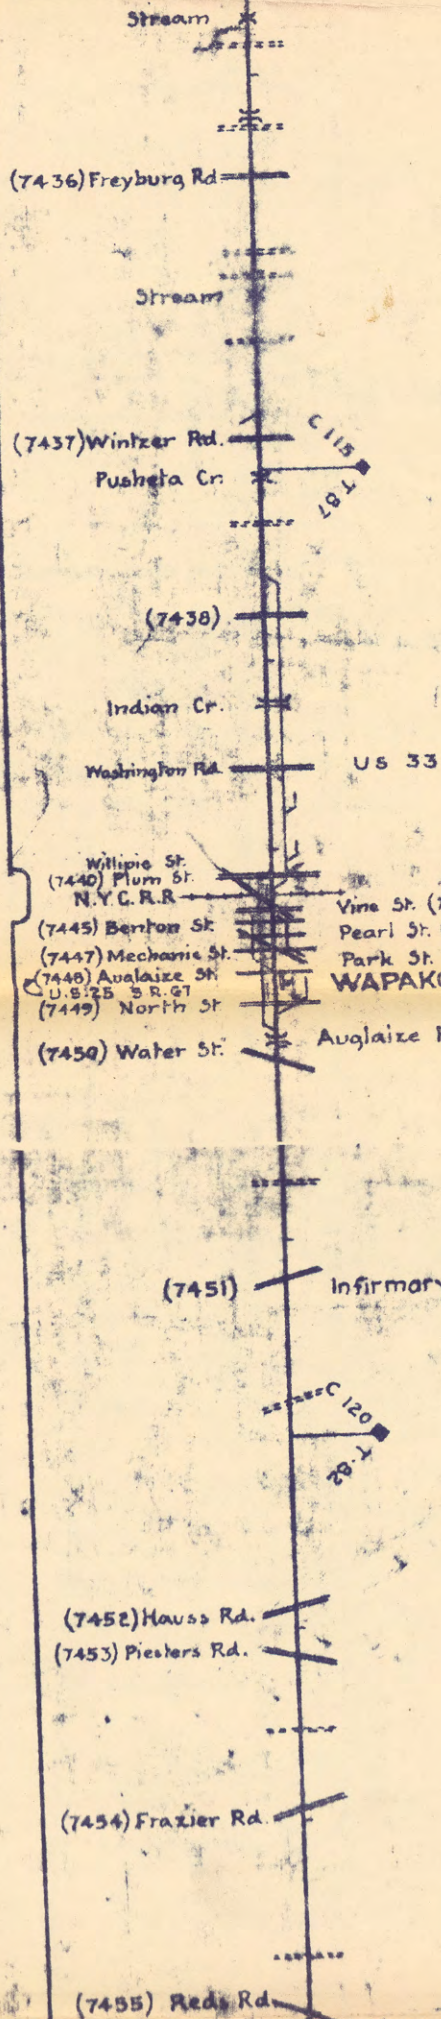 Stream
(7436) Freyburg Rd
Stream
(7437) Wintzer Rd.
C 115
T 87
Pusheta Cr.
(7438)
Indian Cr.
Washington Rd
US 33
Willipie St.
(7440) Plum St.
N.Y.C. R.R
Vine St. (7
(7445) Benton St.
Pearl St.
(7447) Mechanic St.
Park St.
(7448) Auglaize St.
WAPAK
U.S. 25 S.R. 67
(7449) North St
Auglaize
(7450) Water St.
(7451)
Infirmary
C 120
T 82
(7452) Hauss Rd.
(7453) Piesters Rd.
(7454) Frazier Rd.
(7455) Reds Rd.